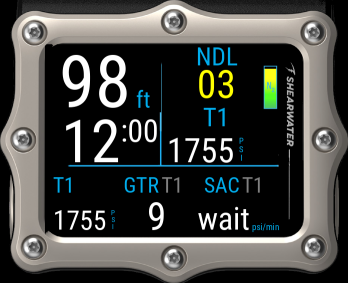 98 ft
12:00
NDL
03
T1
1755 PSI
N₂
SHEARWATER
T1 GTR T1 SAC T1
1755 PSI 9 wait psi/min